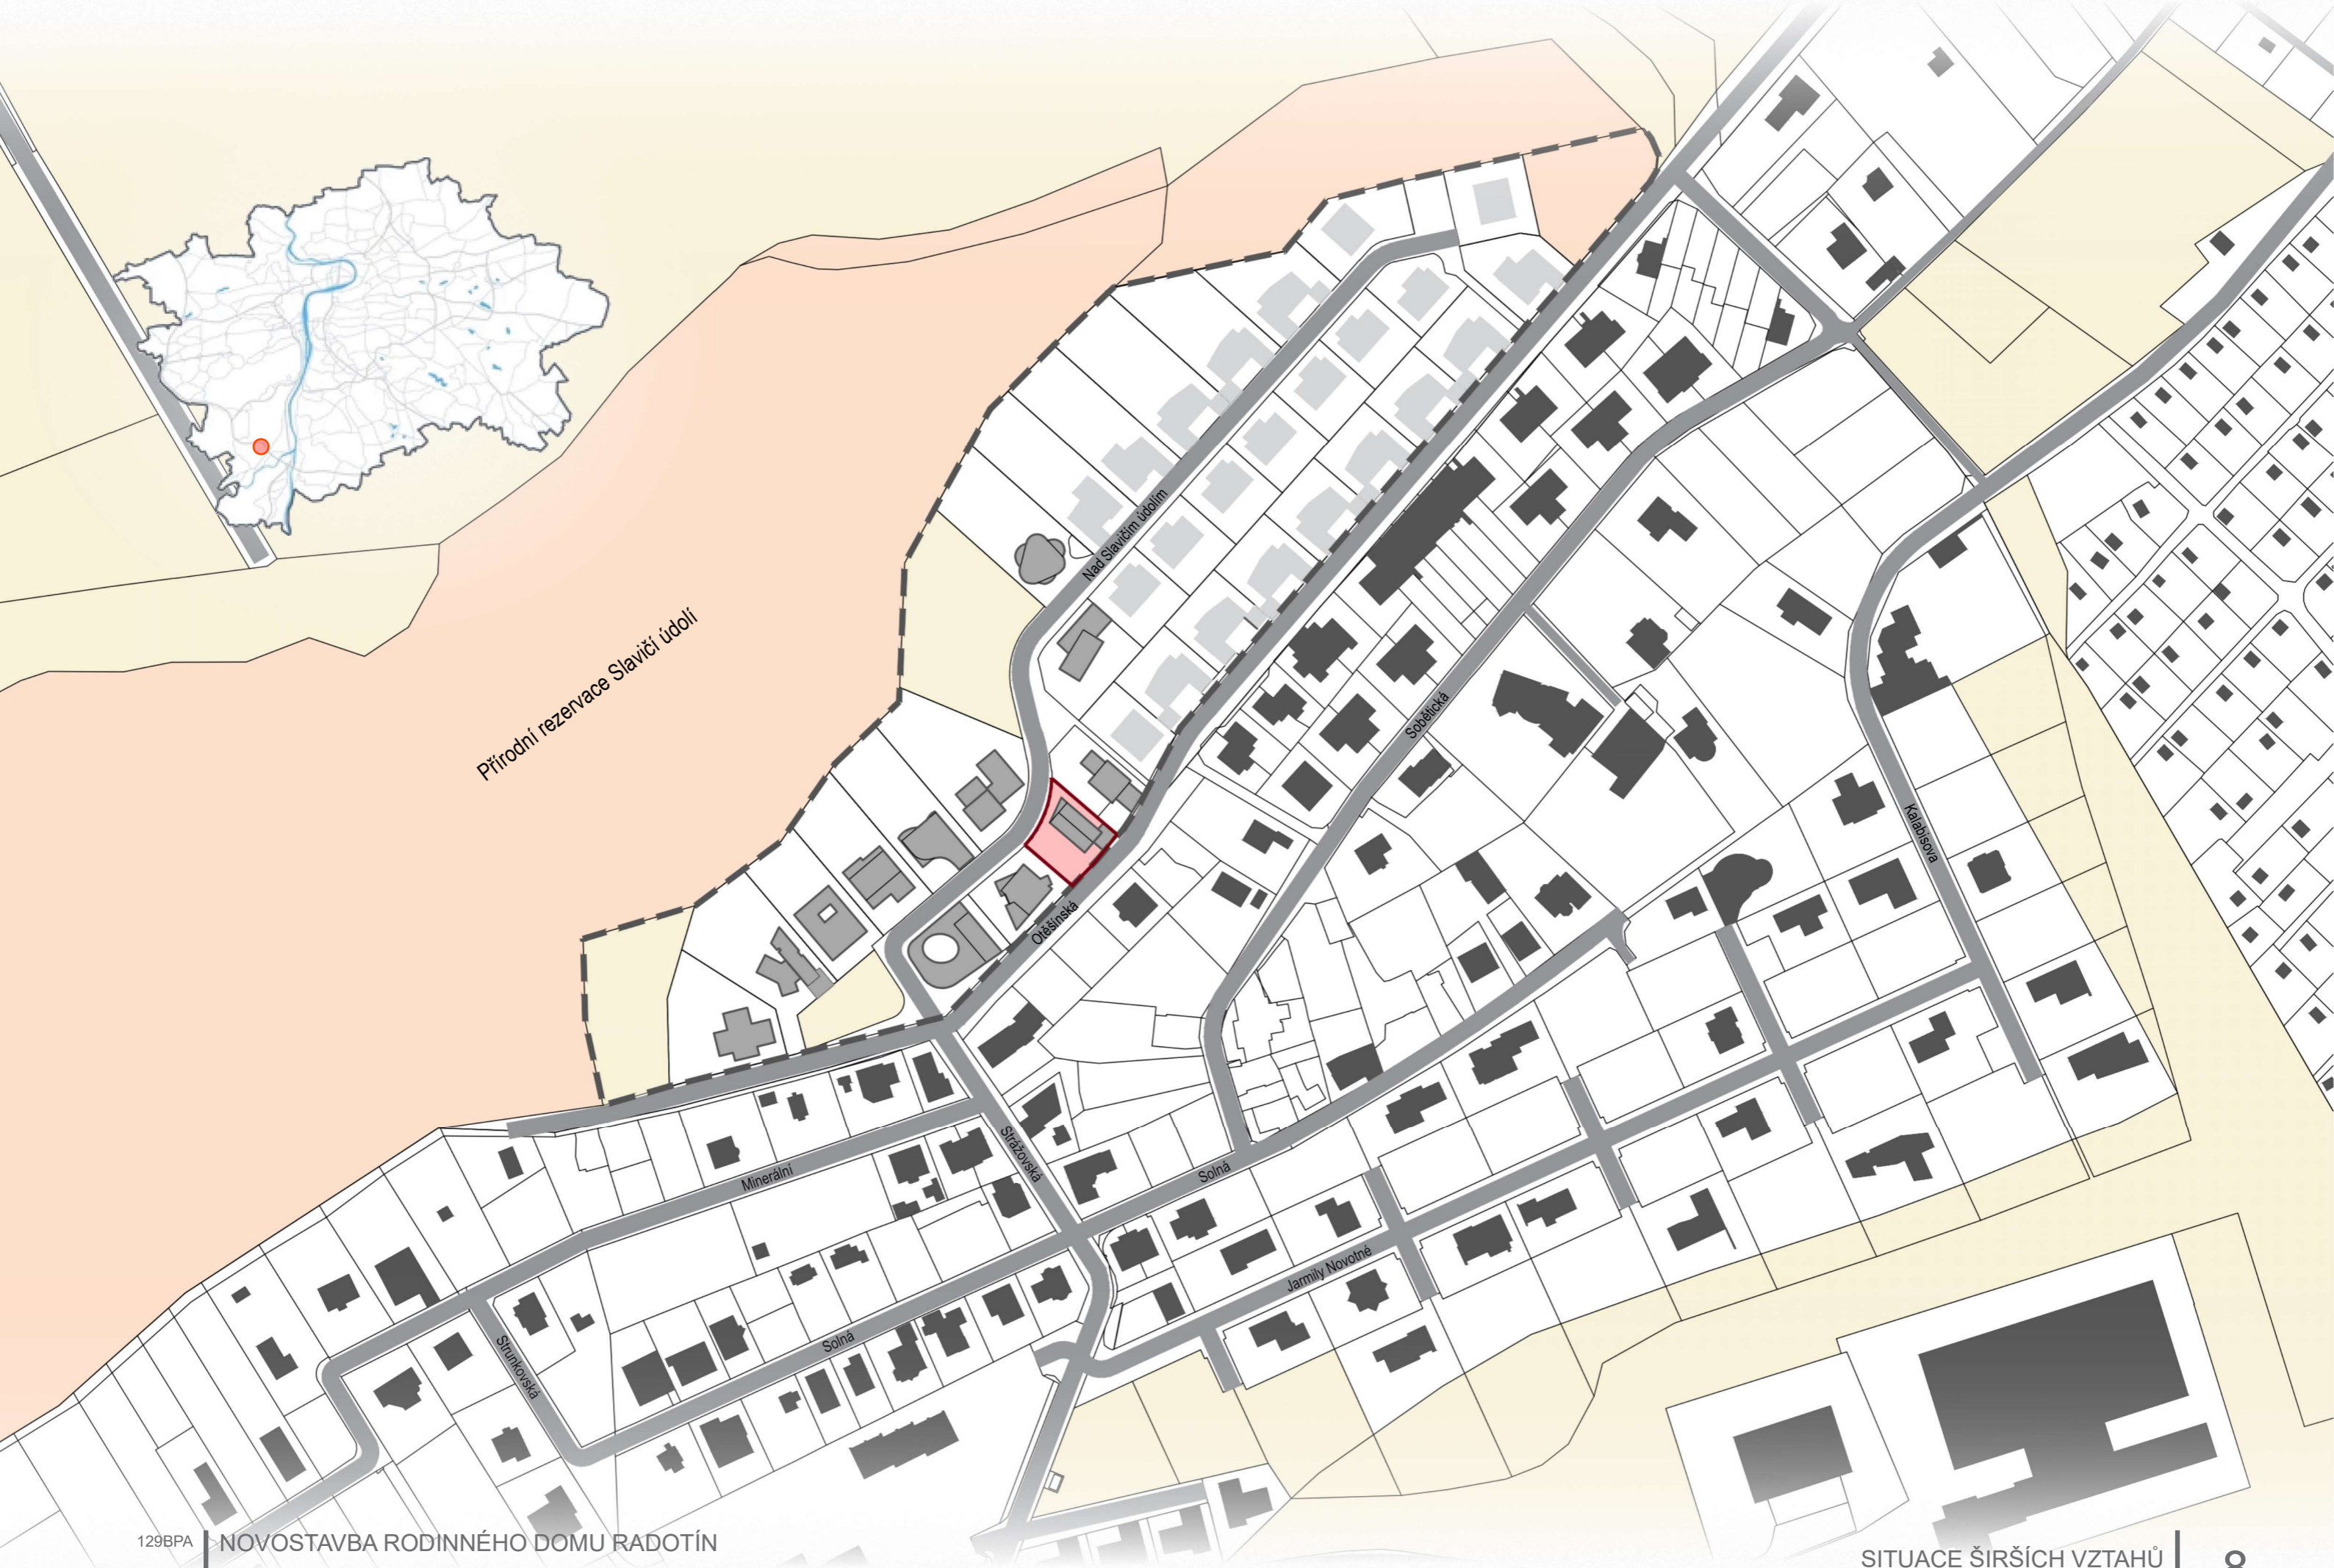 Nad Slavičím údolím
Přírodní rezervace Slavičí údolí
Sobětická
Kalabisova
Otěšínská
Strážovská
Minerální
Solná
Jarmily Novotné
Solná
Strunkovská
129BPA
NOVOSTAVBA RODINNÉHO DOMU RADOTÍN
SITUACE ŠIRŠÍCH VZTAHŮ
8